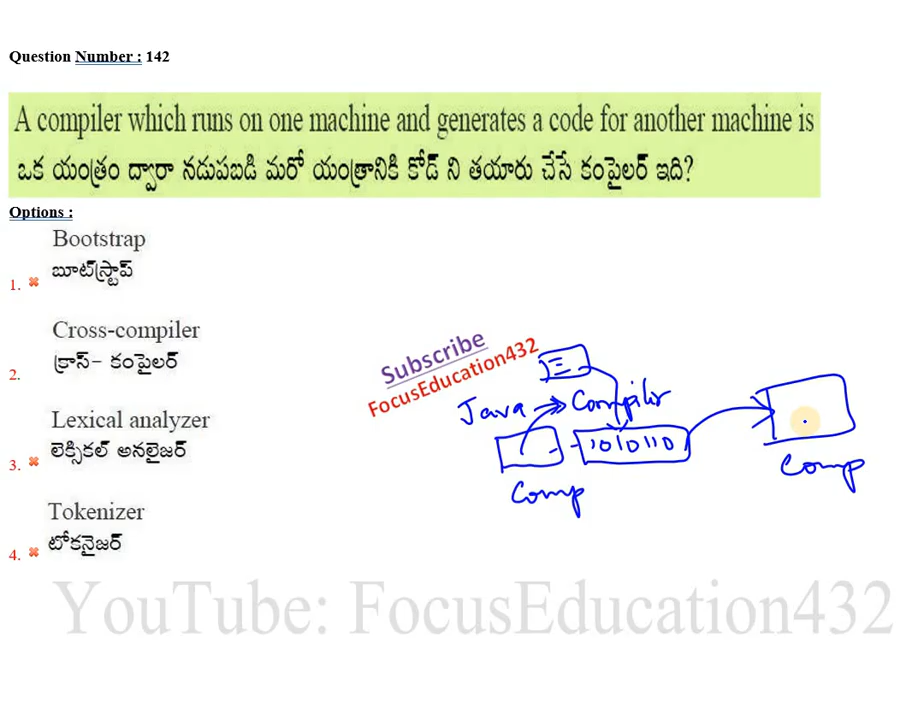 Question Number : 142
A compiler which runs on one machine and generates a code for another machine is
ఒక యంత్రం ద్వారా నడుపబడి మరో యంత్రానికి కోడ్ ని తయారు చేసే కంపైలర్ ఇది?
Options :
Bootstrap
బూట్‌స్ట్రాప్
1.
Cross-compiler
క్రాస్– కంపైలర్
2.
Lexical analyzer
లెక్సికల్ అనలైజర్
3.
Tokenizer
టోకనైజర్
4.
Subscribe
FocusEducation432
Java Compiler
1010110
Comp
Comp
YouTube: FocusEducation432